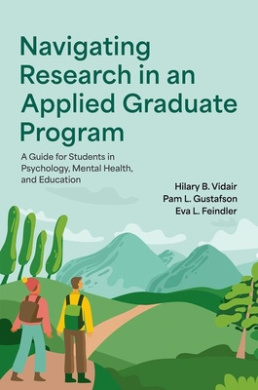 Navigating
Research in an
Applied Graduate
Program
A Guide for Students in
Psychology, Mental Health,
and Education
Hilary B. Vidair
Pam L. Gustafson
Eva L. Feindler